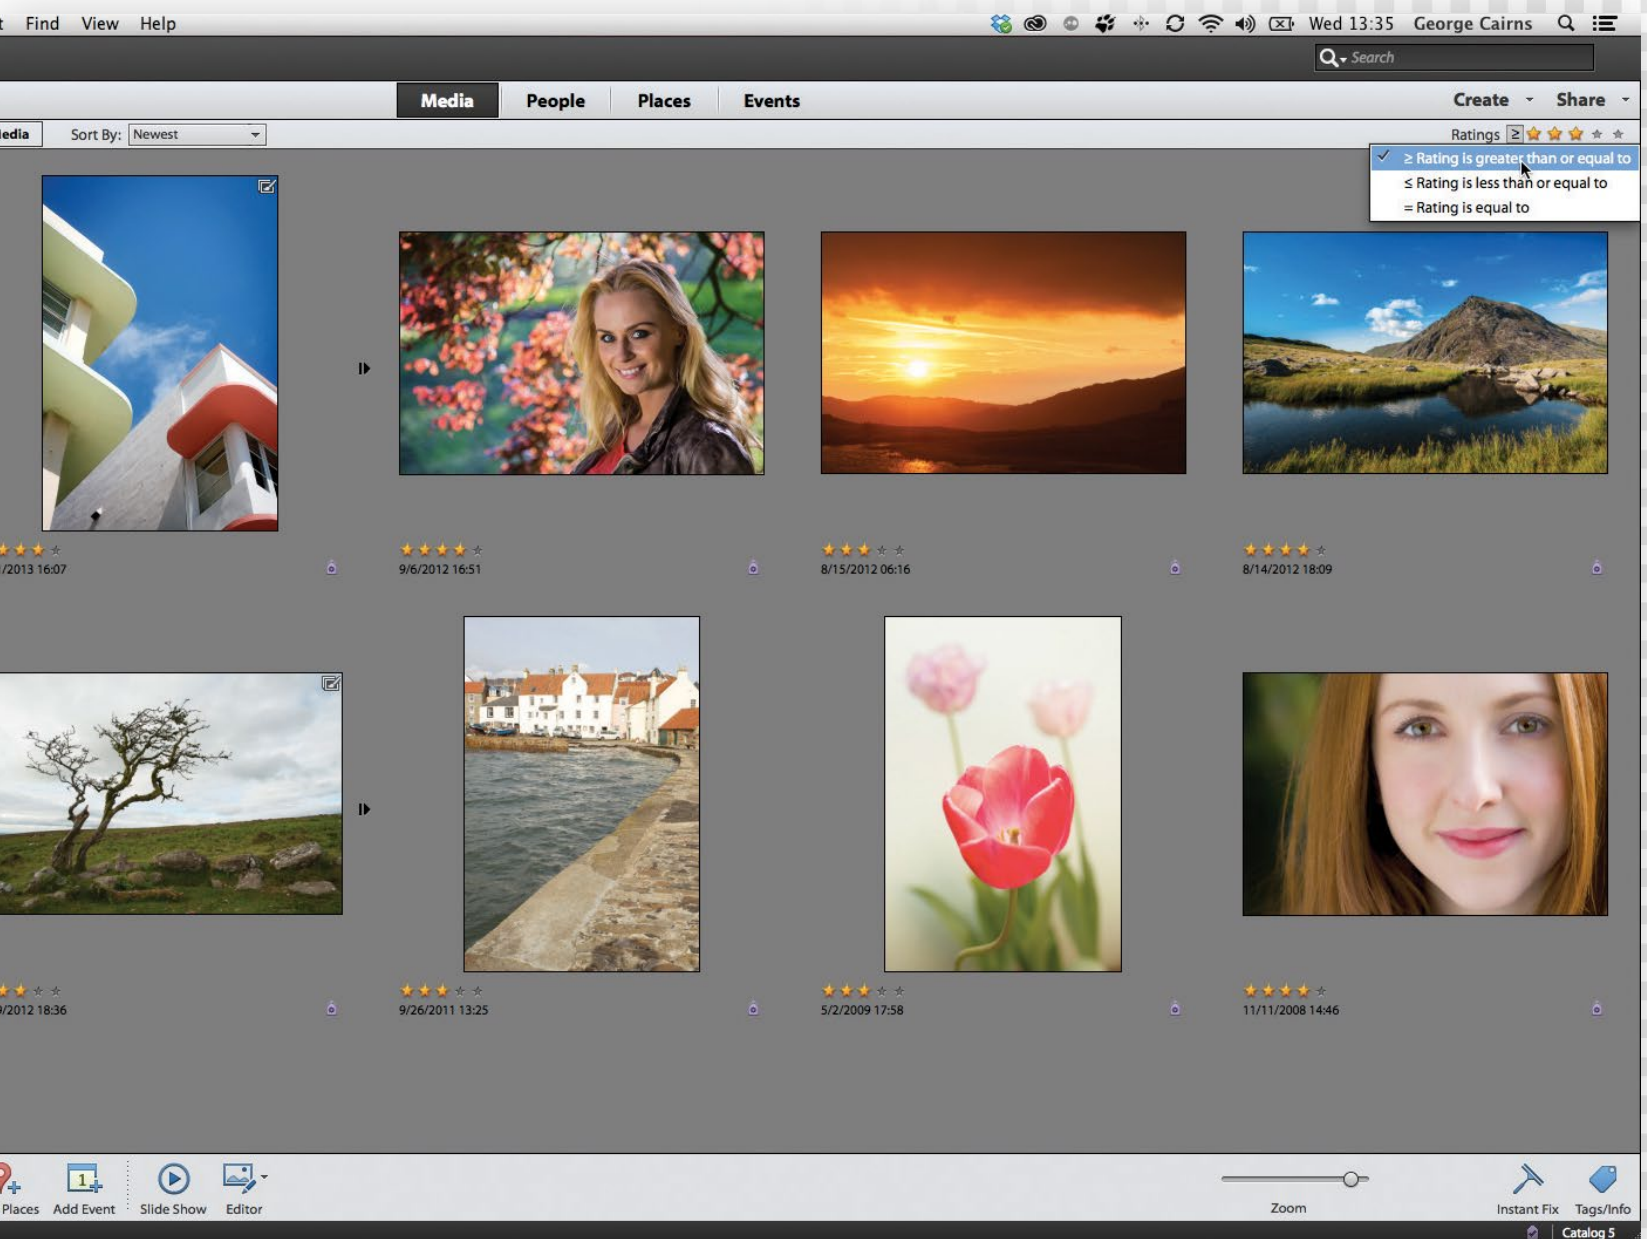 Find View Help Wed 13:35 George Cairns
Search
Media People Places Events Create Share
Sort By: Newest Ratings ≥
≥ Rating is greater than or equal to
≤ Rating is less than or equal to
= Rating is equal to
/2013 16:07 9/6/2012 16:51 8/15/2012 06:16 8/14/2012 18:09
/2012 18:36 9/26/2011 13:25 5/2/2009 17:58 11/11/2008 14:46
1
Places Add Event Slide Show Editor Zoom Instant Fix Tags/Info
Catalog 5